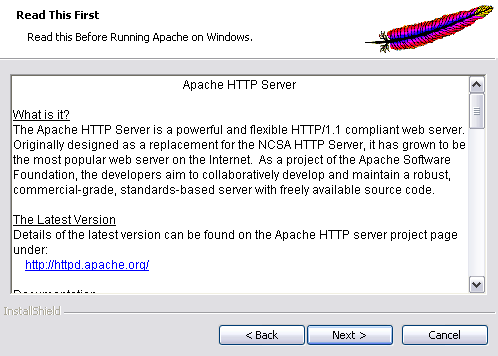 Read This First
Read this Before Running Apache on Windows.
Apache HTTP Server
What is it?
The Apache HTTP Server is a powerful and flexible HTTP/1.1 compliant web server.
Originally designed as a replacement for the NCSA HTTP Server, it has grown to be
the most popular web server on the Internet.  As a project of the Apache Software
Foundation, the developers aim to collaboratively develop and maintain a robust,
commercial-grade, standards-based server with freely available source code.
The Latest Version
Details of the latest version can be found on the Apache HTTP server project page
under:
http://httpd.apache.org/
Documentation
InstallShield
< Back
Next >
Cancel